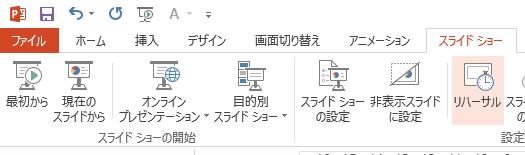 ファイル ホーム 挿入 デザイン 画面切り替え アニメーション スライド ショー
最初から 現在の オンライン 目的別 スライド ショー 非表示スライド リハーサル
スライドから プレゼンテーション スライド ショー の設定 に設定
スライド ショーの開始 設定